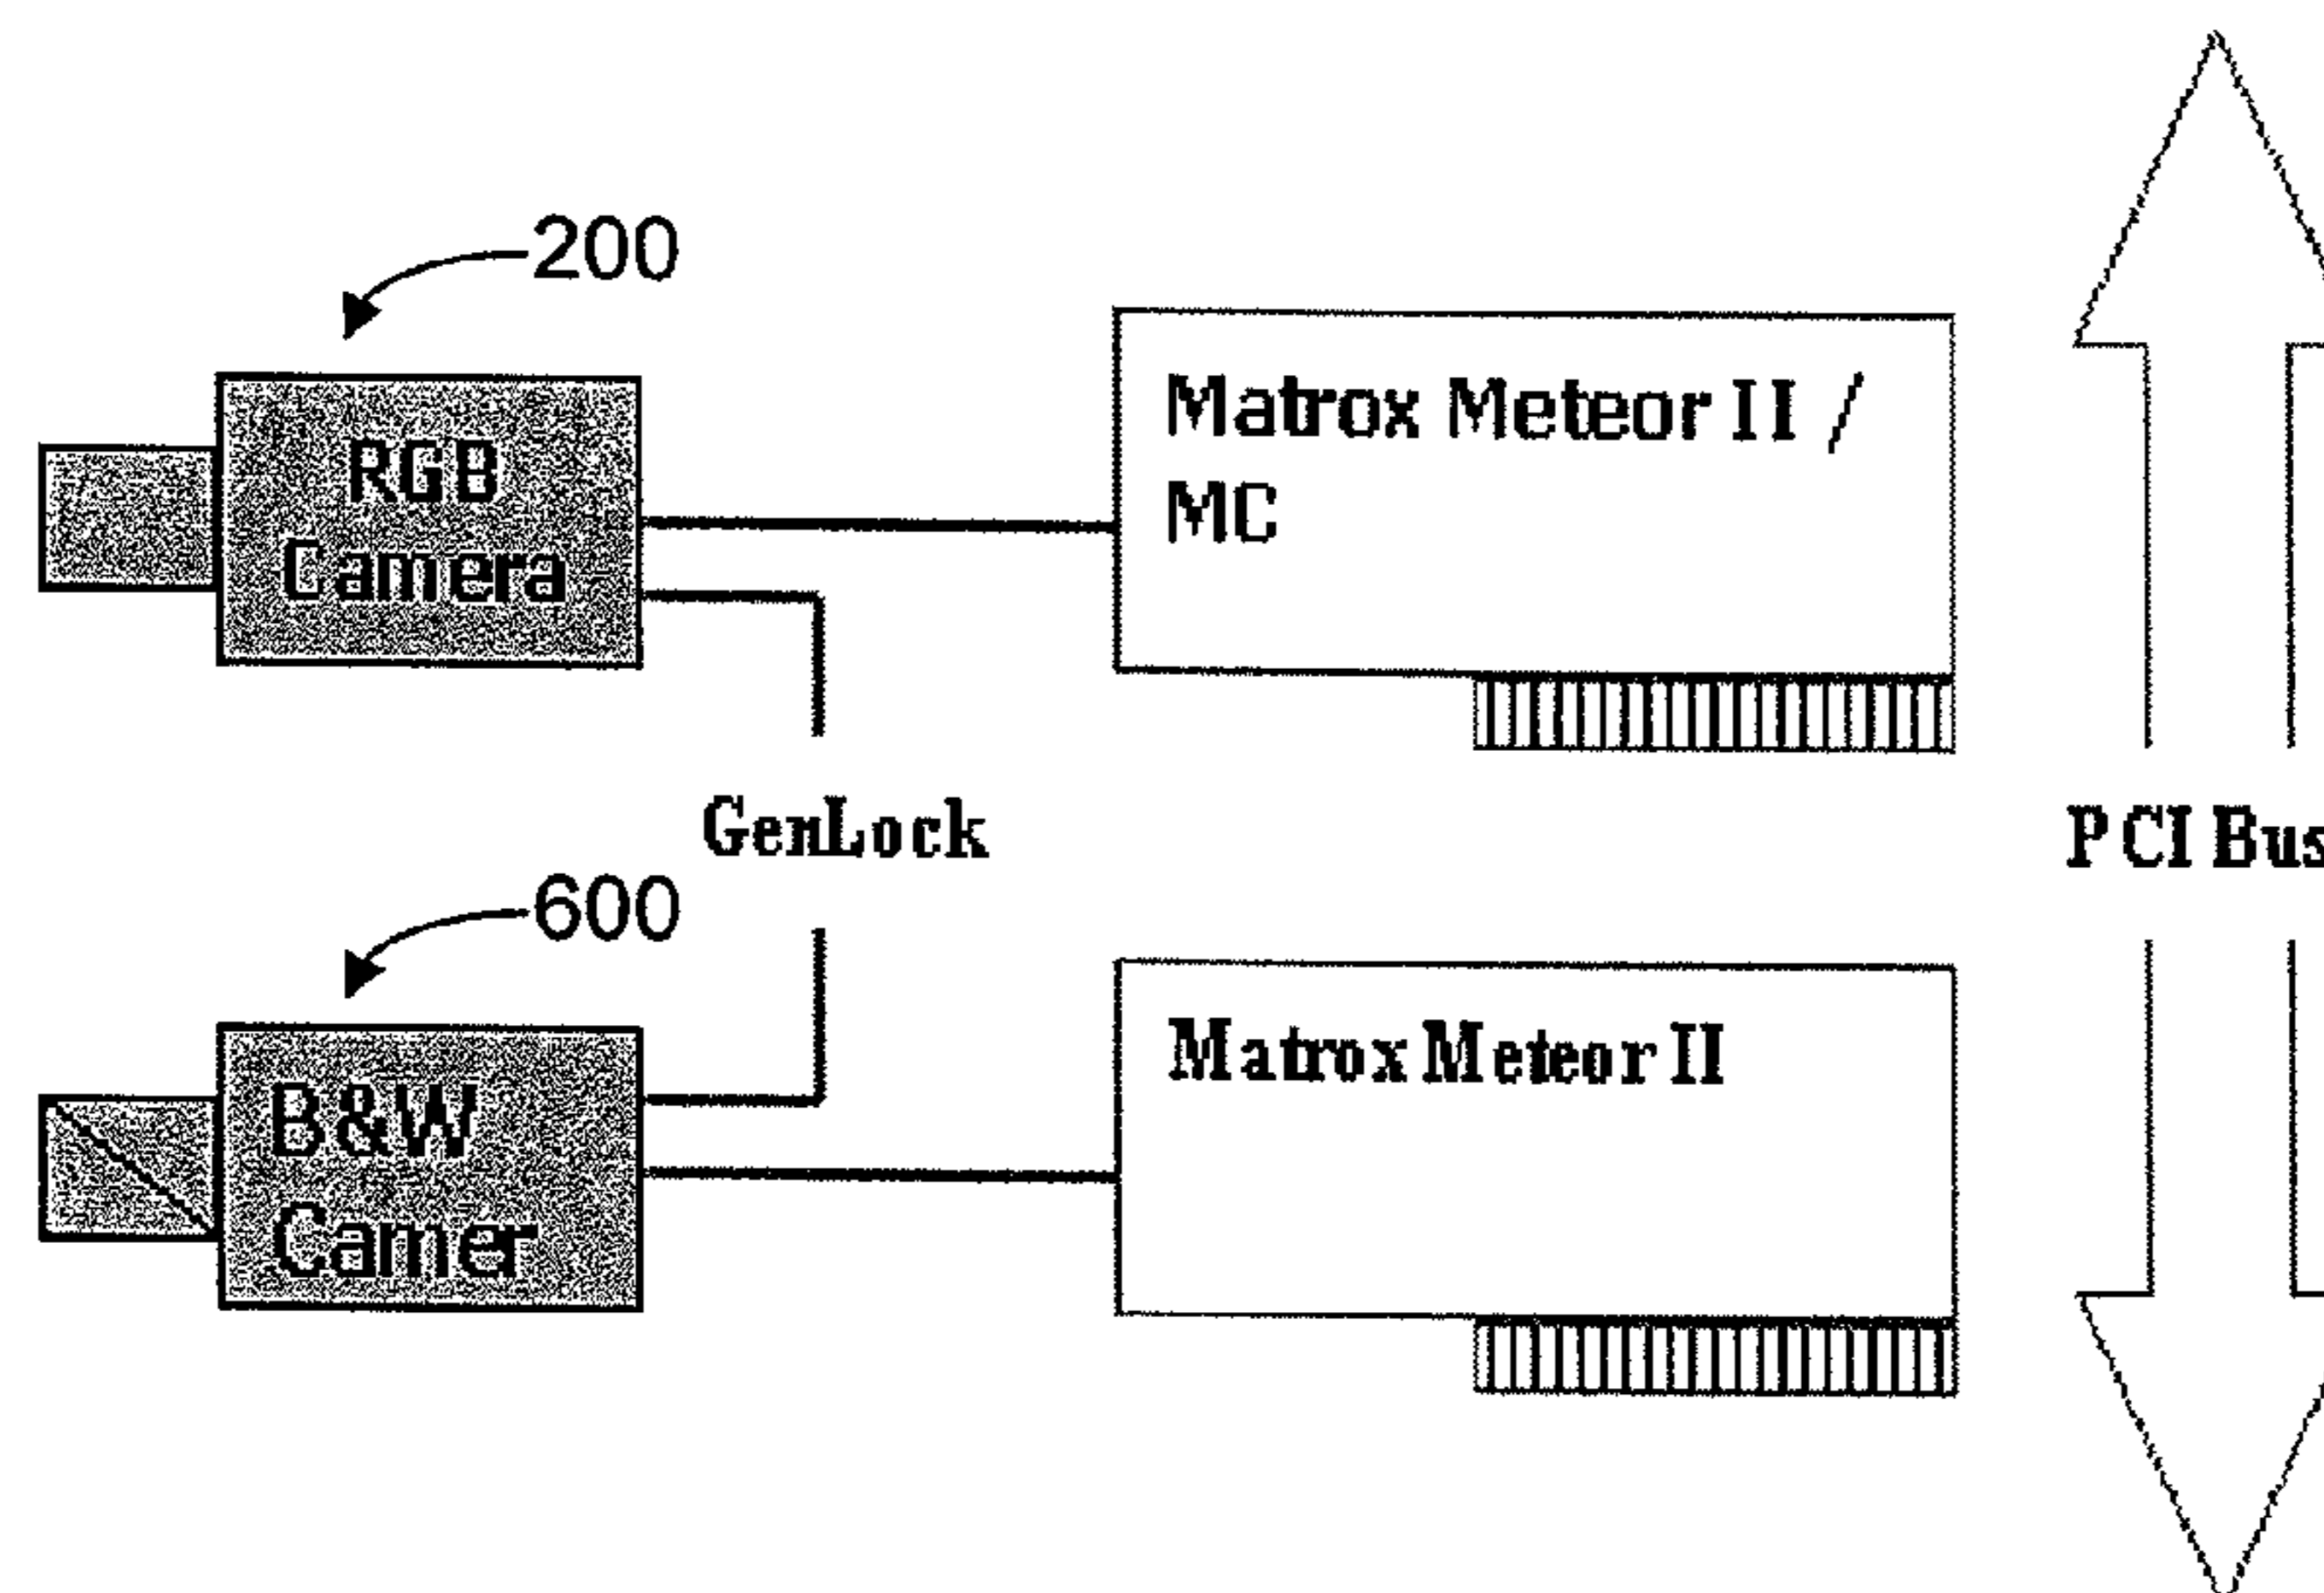 200
RGB
Camera
Matrox Meteor II /
MC
GenLock
PCI Bus
600
B&W
Camer
Matrox Meteor II